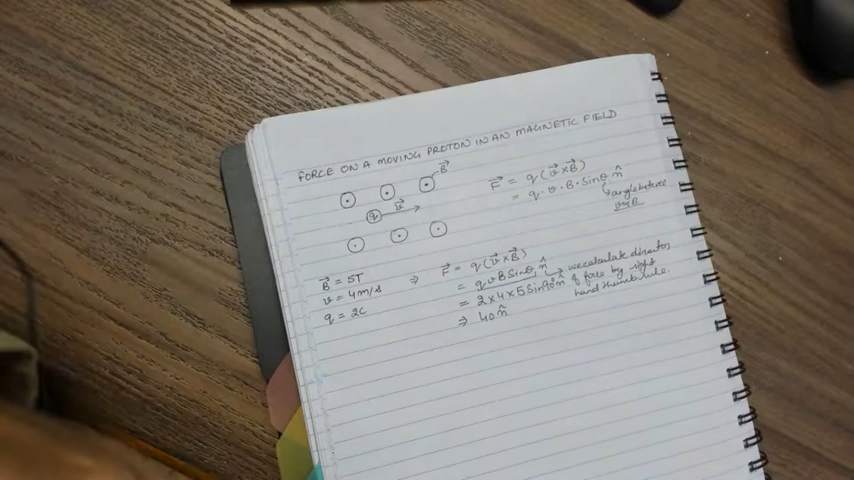 FORCE ON A MOVING PROTON IN AN MAGNETIC FIELD
B⃗
q v⃗
F⃗ = q(v⃗ × B⃗)
= q · v · B · Sinθ n̂
angle between
v & B
B⃗ = 5T
v = 4m/s
q = 2C
⇒ F⃗ = q(v⃗ × B⃗)
= qvBSinθ n̂ → we calculate direction
= 2×4×5 Sin90° n̂ of force by right
hand thumb rule.
⇒ 40 n̂